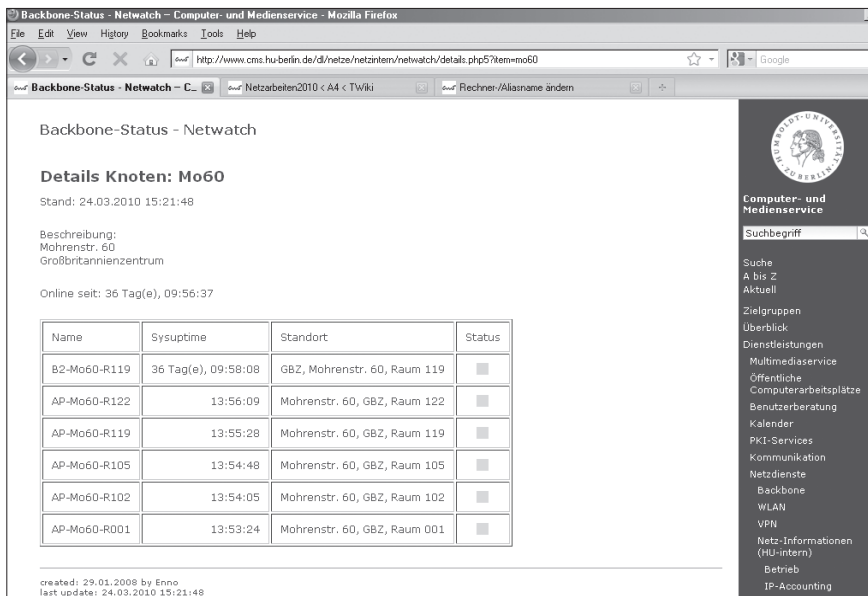 Backbone-Status - Netwatch — Computer- und Medienservice - Mozilla Firefox
File Edit View History Bookmarks Tools Help
http://www.cms.hu-berlin.de/dl/netze/netzintern/netwatch/details.php5?item=mo60
Google
Backbone-Status - Netwatch — C...
Netzarbeiten2010 < A4 < TWiki
Rechner-/Aliasname ändern
Backbone-Status - Netwatch
Details Knoten: Mo60
Stand: 24.03.2010 15:21:48
Beschreibung:
Mohrenstr. 60
Großbritannienzentrum
Online seit: 36 Tag(e), 09:56:37
Name Sysuptime Standort Status
B2-Mo60-R119 36 Tag(e), 09:58:08 GBZ, Mohrenstr. 60, Raum 119
AP-Mo60-R122 13:56:09 Mohrenstr. 60, GBZ, Raum 122
AP-Mo60-R119 13:55:28 Mohrenstr. 60, GBZ, Raum 119
AP-Mo60-R105 13:54:48 Mohrenstr. 60, GBZ, Raum 105
AP-Mo60-R102 13:54:05 Mohrenstr. 60, GBZ, Raum 102
AP-Mo60-R001 13:53:24 Mohrenstr. 60, GBZ, Raum 001
created: 29.01.2008 by Enno
last update: 24.03.2010 15:21:48
HUMBOLDT-UNIVERSITÄT
ZU BERLIN
Computer- und
Medienservice
Suchbegriff
Suche
A bis Z
Aktuell
Zielgruppen
Überblick
Dienstleistungen
Multimediaservice
Öffentliche
Computerarbeitsplätze
Benutzerberatung
Kalender
PKI-Services
Kommunikation
Netzdienste
Backbone
WLAN
VPN
Netz-Informationen
(HU-intern)
Betrieb
IP-Accounting